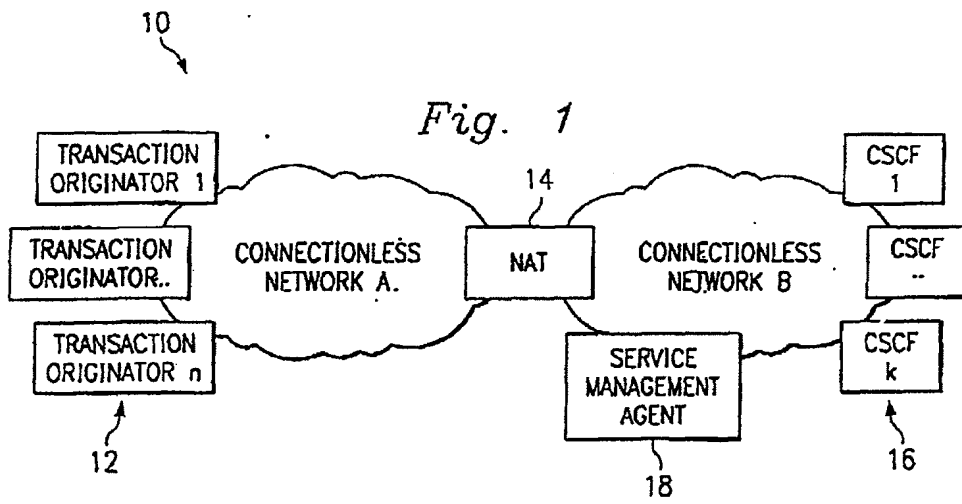 10
Fig. 1
TRANSACTION
ORIGINATOR 1
TRANSACTION
ORIGINATOR..
TRANSACTION
ORIGINATOR n
12
CONNECTIONLESS
NETWORK A.
14
NAT
CONNECTIONLESS
NETWORK B
SERVICE
MANAGEMENT
AGENT
18
CSCF
1
CSCF
--
CSCF
k
16